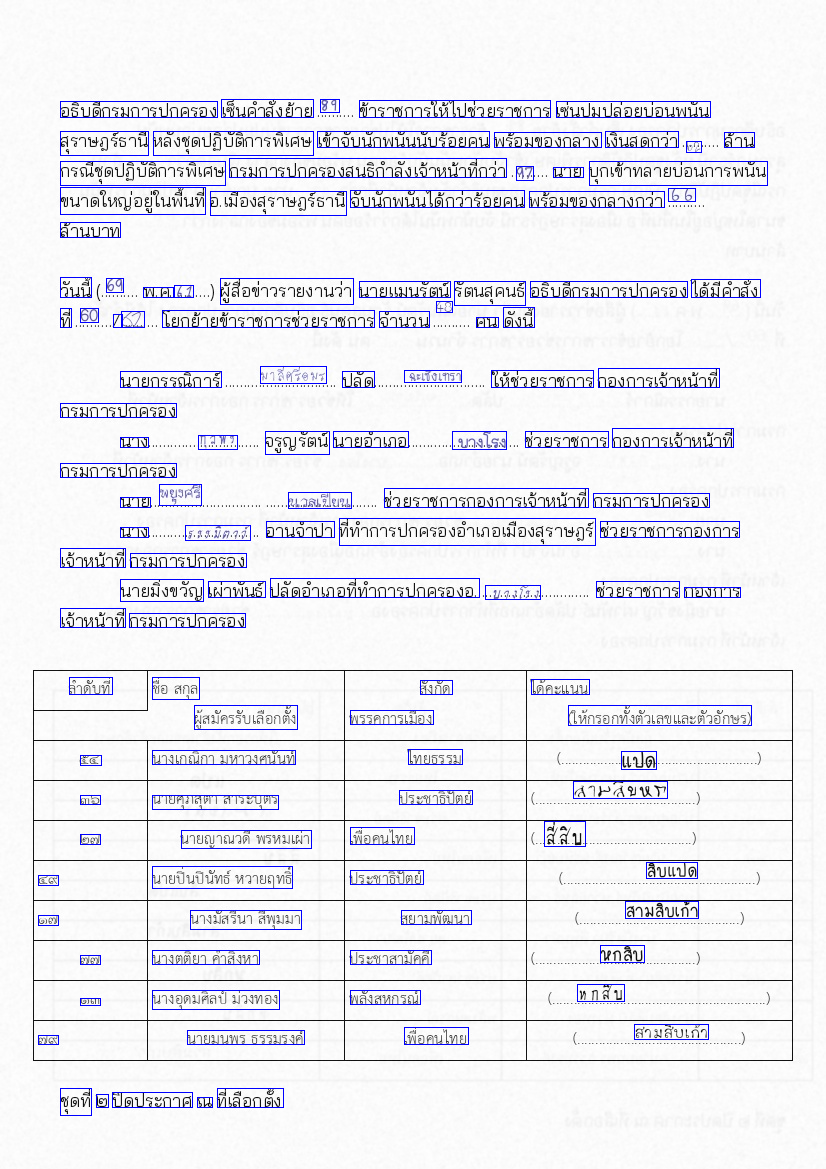 อธิบดีกรมการปกครอง เซ็นคำสั่งย้าย 89 ข้าราชการให้ไปช่วยราชการ เซ่นปมปล่อยบ่อนพนัน
สุราษฎร์ธานี หลังชุดปฏิบัติการพิเศษ เข้าจับนักพนันนับร้อยคน พร้อมของกลาง เงินสดกว่า ล้าน
กรณีชุดปฏิบัติการพิเศษ กรมการปกครองสนธิกำลังเจ้าหน้าที่กว่า นาย บุกเข้าทลายบ่อนการพนัน
ขนาดใหญ่อยู่ในพื้นที่ อ.เมืองสุราษฎร์ธานี จับนักพนันได้กว่าร้อยคน พร้อมของกลางกว่า 66
ล้านบาท
วันนี้ (69 พ.ศ.61) ผู้สื่อข่าวรายงานว่า นายแมนรัตน์ รัตนสุคนธ์ อธิบดีกรมการปกครอง ได้มีคำสั่ง
ที่ 60/ โยกย้ายข้าราชการช่วยราชการ จำนวน 40 คน ดังนี้
นายกรรณิการ์ มาลีศรีอมร ปลัด ฉะเชิงเทรา ให้ช่วยราชการ กองการเจ้าหน้าที่
กรมการปกครอง
นาง จรูญรัตน์ นายอำเภอ บางโรง ช่วยราชการ กองการเจ้าหน้าที่
กรมการปกครอง
นาย พยุงศรี นวลเนียน ช่วยราชการกองการเจ้าหน้าที่ กรมการปกครอง
นาง อานจำปา ที่ทำการปกครองอำเภอเมืองสุราษฎร์ ช่วยราชการกองการ
เจ้าหน้าที่ กรมการปกครอง
นายมิ่งขวัญ เผ่าพันธ์ ปลัดอำเภอที่ทำการปกครองอ. บางโรง ช่วยราชการ กองการ
เจ้าหน้าที่ กรมการปกครอง
ลำดับที่ ชื่อ สกุล สังกัด ได้คะแนน
ผู้สมัครรับเลือกตั้ง พรรคการเมือง (ให้กรอกทั้งตัวเลขและตัวอักษร)
๕๔ นางเกณิกา มหาวงศนันท์ ไทยธรรม (แปด)
๓๖ นายศุภสุตา สาระบุตร ประชาธิปัตย์ (สามสิบหก)
๒๗ นายญาณวดี พรหมเผ่า เพื่อคนไทย (สี่สิบ)
๕๙ นายปิ่นปินัทธ์ หวายฤทธิ์ ประชาธิปัตย์ (สิบแปด)
๑๗ นางมัสรีนา สีพุมมา สยามพัฒนา (สามสิบเก้า)
๗๗ นางตติยา คำสิงหา ประชาสามัคคี (หกสิบ)
๑๓ นางอุดมศิลป์ ม่วงทอง พลังสหกรณ์ (หกสิบ)
๗๙ นายมนพร ธรรมรงค์ เพื่อคนไทย (สามสิบเก้า)
ชุดที่ ๒ ปิดประกาศ ณ ที่เลือกตั้ง